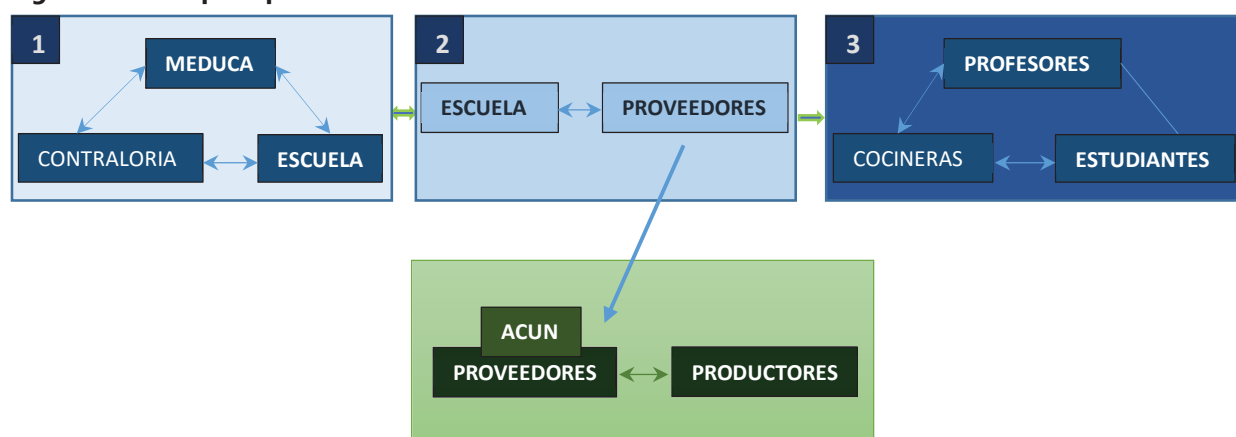 1
MEDUCA
CONTRALORIA
ESCUELA
2
ESCUELA
PROVEEDORES
3
PROFESORES
COCINERAS
ESTUDIANTES
ACUN
PROVEEDORES
PRODUCTORES